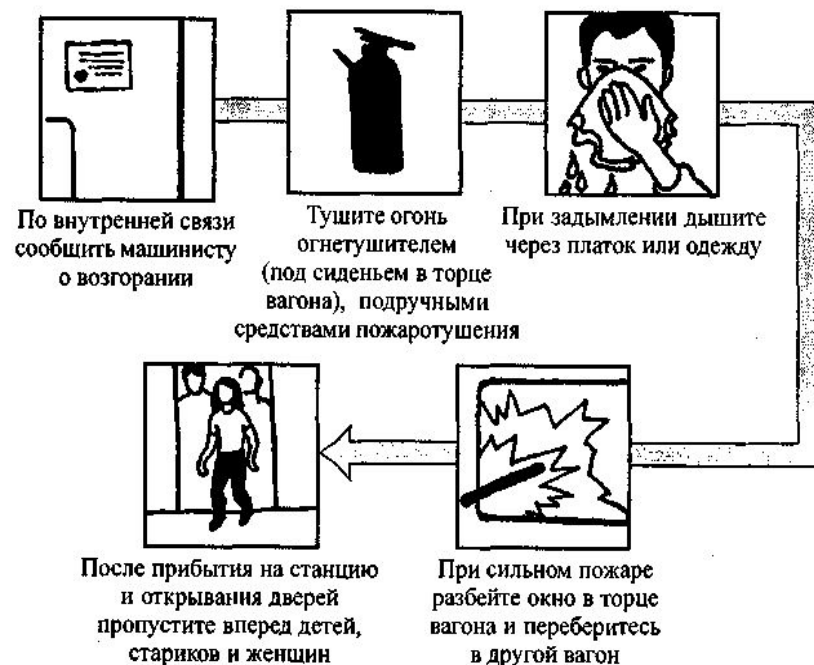 По внутренней связи
сообщить машинисту
о возгорании
Тушите огонь
огнетушителем
(под сиденьем в торце
вагона), подручными
средствами пожаротушения
При задымлении дышите
через платок или одежду
При сильном пожаре
разбейте окно в торце
вагона и переберитесь
в другой вагон
После прибытия на станцию
и открывания дверей
пропустите вперед детей,
стариков и женщин